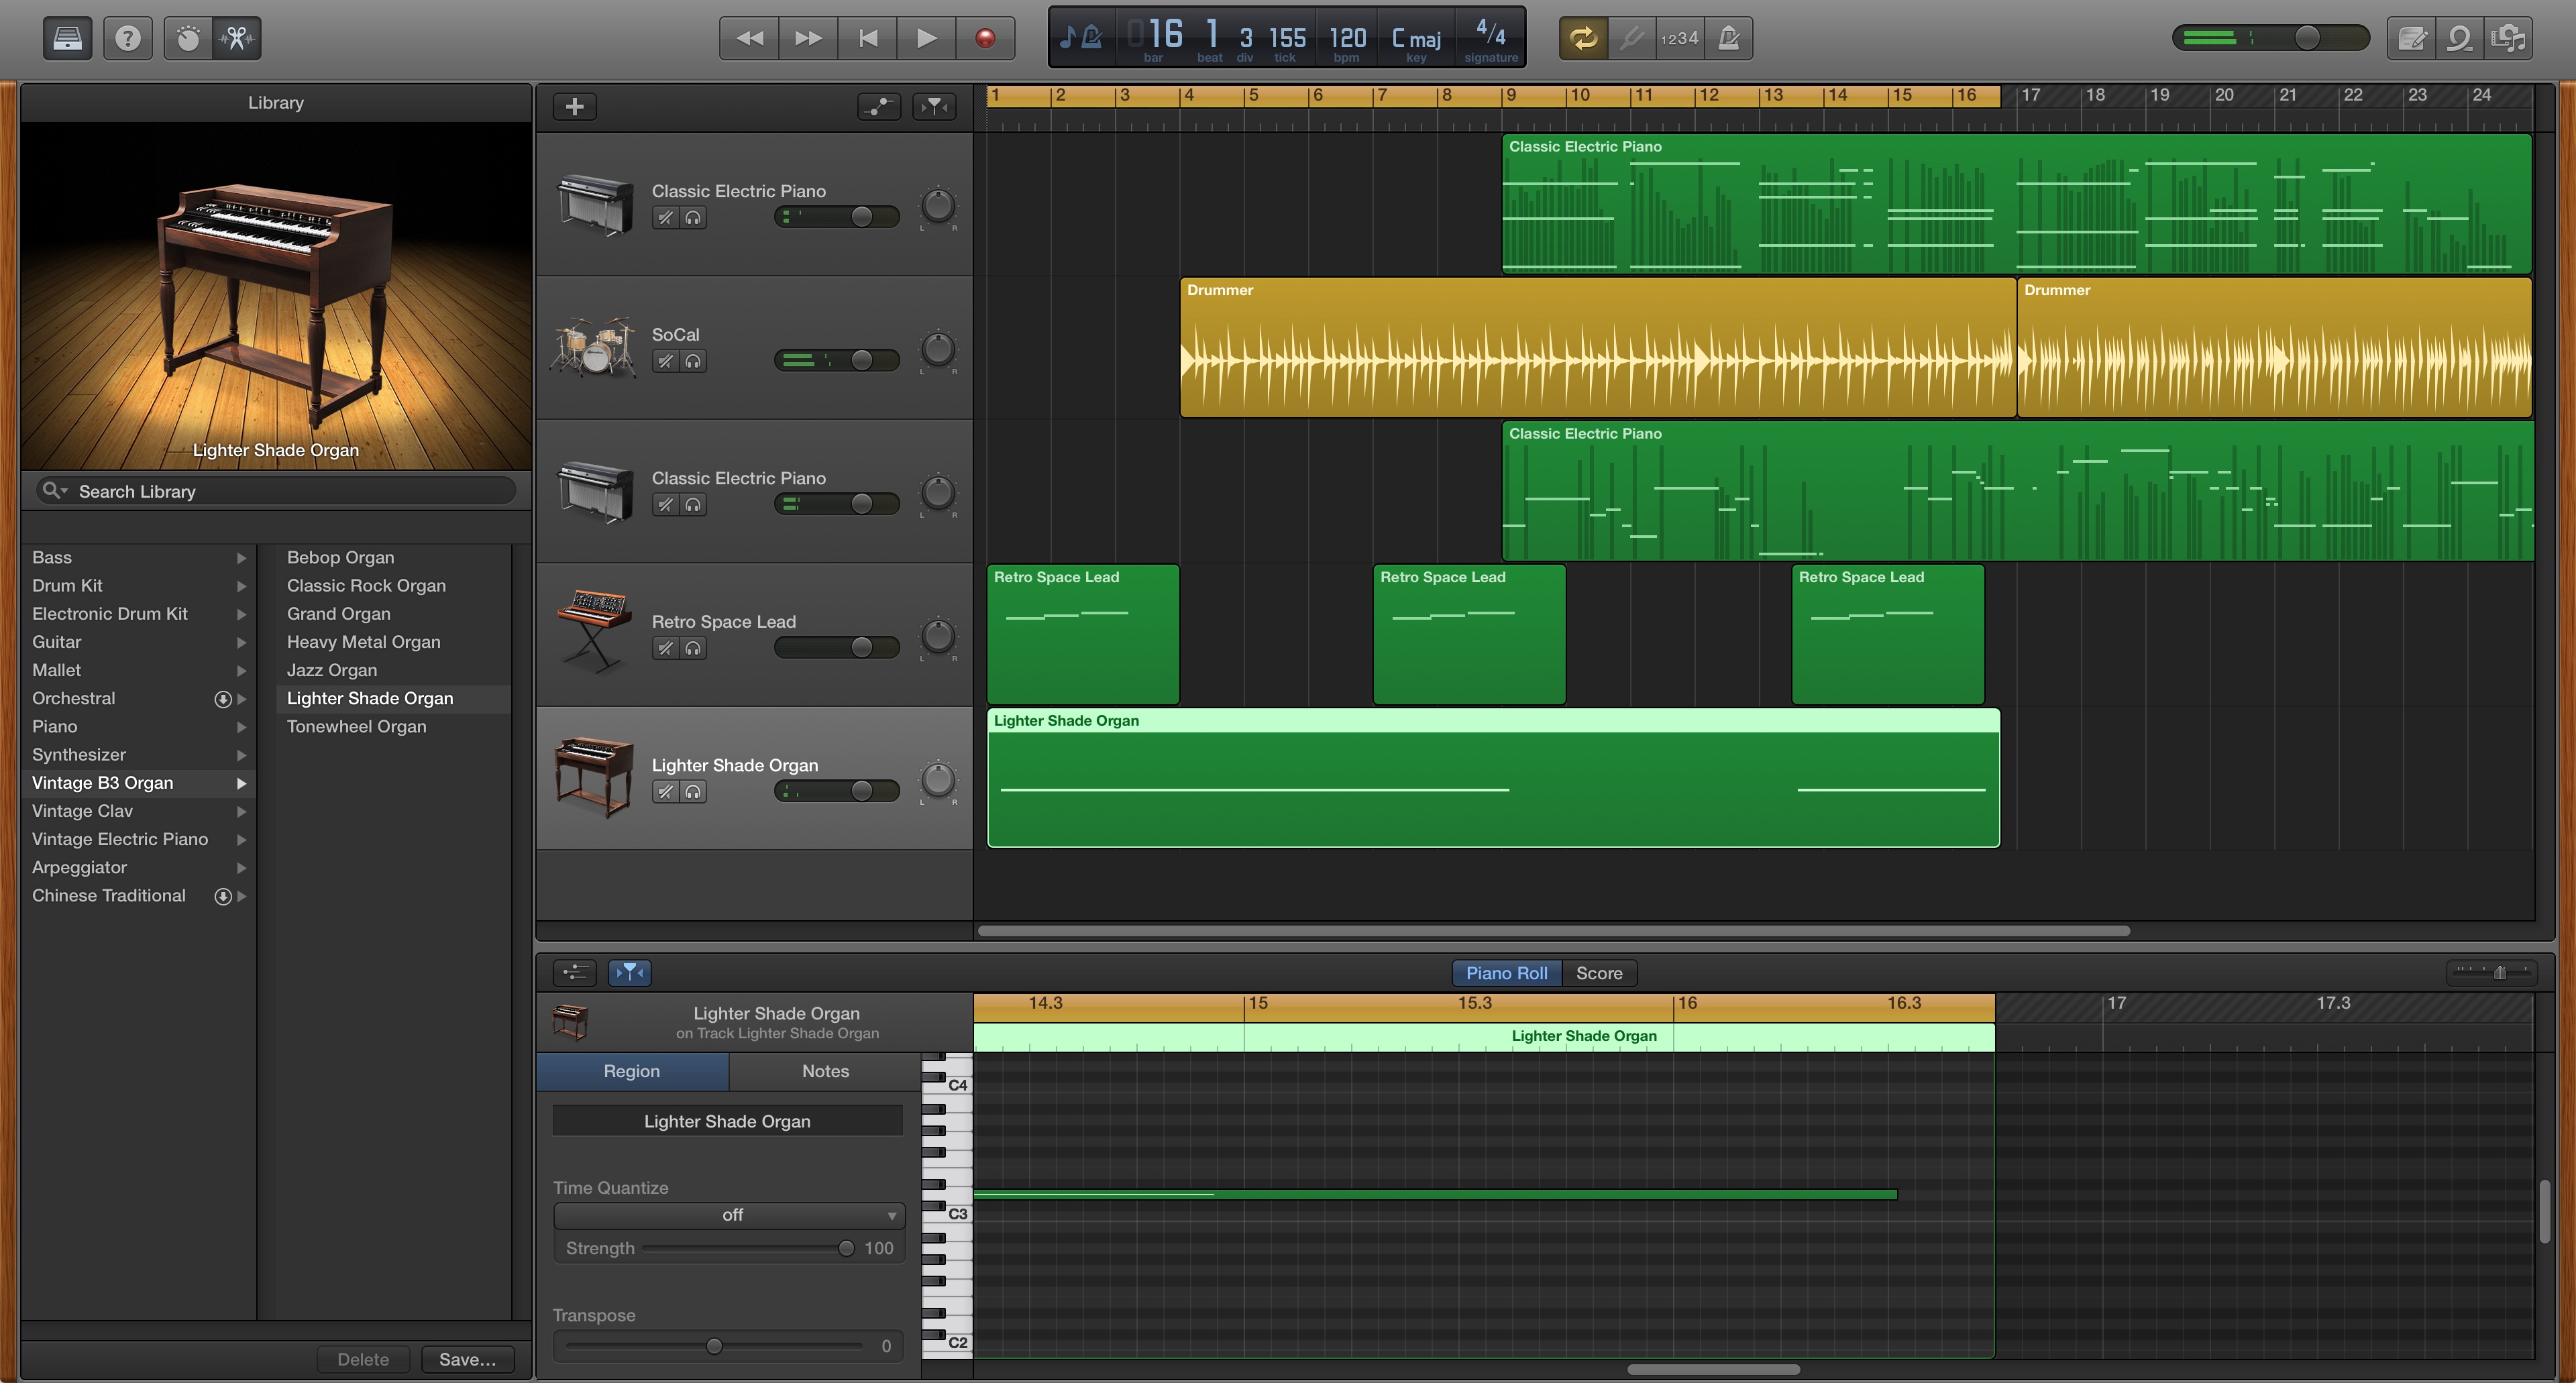 016 1 3 155 120 C maj 4/4
bar beat div tick bpm key signature
1234
Library
Lighter Shade Organ
Search Library
Bass
Drum Kit
Electronic Drum Kit
Guitar
Mallet
Orchestral
Piano
Synthesizer
Vintage B3 Organ
Vintage Clav
Vintage Electric Piano
Arpeggiator
Chinese Traditional
Bebop Organ
Classic Rock Organ
Grand Organ
Heavy Metal Organ
Jazz Organ
Lighter Shade Organ
Tonewheel Organ
Delete Save...
1 2 3 4 5 6 7 8 9 10 11 12 13 14 15 16 17 18 19 20 21 22 23 24
Classic Electric Piano
L R
Classic Electric Piano
SoCal
L R
Drummer Drummer
Classic Electric Piano
L R
Classic Electric Piano
Retro Space Lead
L R
Retro Space Lead Retro Space Lead Retro Space Lead
Lighter Shade Organ
L R
Lighter Shade Organ
Piano Roll Score
Lighter Shade Organ
on Track Lighter Shade Organ
14.3 15 15.3 16 16.3 17 17.3
Lighter Shade Organ
Region Notes
Lighter Shade Organ
Time Quantize
off
Strength 100
Transpose
0
C4
C3
C2